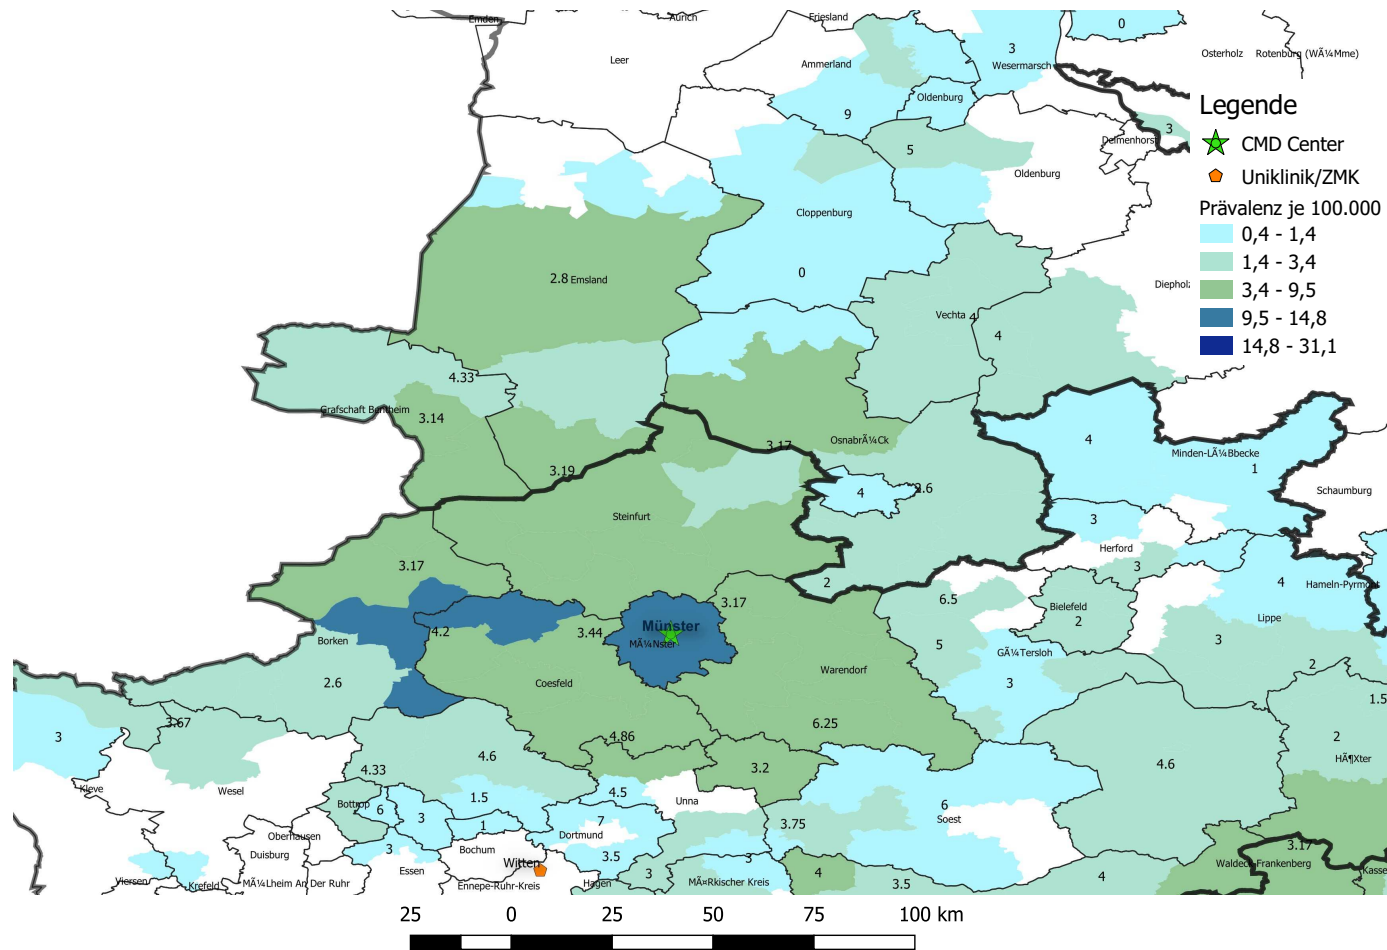 Emden
Aurich
Friesland
0
Leer
Ammerland
3
Wesermarsch
Osterholz
Rotenburg (WÃ¼Mme)
Legende
CMD Center
Uniklinik/ZMK
Prävalenz je 100.000
0,4 - 1,4
1,4 - 3,4
3,4 - 9,5
9,5 - 14,8
14,8 - 31,1
Oldenburg
9
3
Delmenhorst
5
Oldenburg
Cloppenburg
0
2.8 Emsland
Diepholz
Vechta 4
4
4.33
Grafschaft Bentheim
3.14
3.17
OsnabrÃ¼Ck
4
Minden-LÃ¼Bbecke
1
3.19
4
2.6
Schaumburg
Steinfurt
3
Herford
3.17
3
2
4
Hameln-Pyrmont
6.5
Bielefeld
2
Lippe
3.17
4.2
3.44
Münster
MÃ¼Nster
Borken
5
GÃ¼Tersloh
3
2
Warendorf
2.6
Coesfeld
3
1.5
3.67
6.25
3
4.86
2
HÃ¶Xter
4.6
3.2
4.6
4.33
Kleve
Wesel
4.5
1.5
Unna
6
Soest
Bottrop
6
3
1
7
3.75
Dortmund
Oberhausen
Duisburg
Bochum
3
3.5
3
Witten
3.17
Waldeck-Frankenberg
Essen
Kasse
Viersen
Krefeld
MÃ¼Lheim An Der Ruhr
Ennepe-Ruhr-Kreis
Hagen
3
MÃ¤Rkischer Kreis
4
3.5
4
25
0
25
50
75
100 km